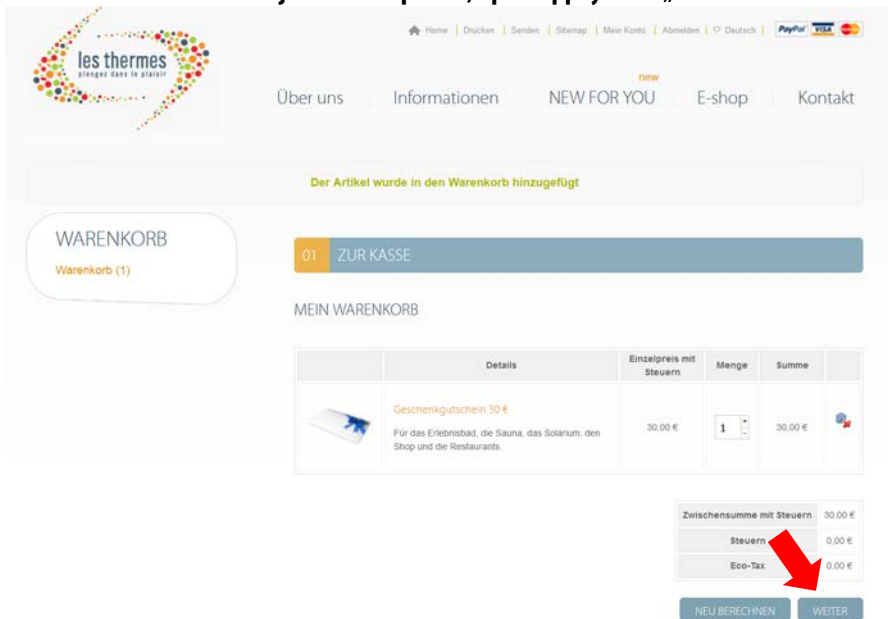 Home | Drucken | Senden | Sitemap | Mein Konto | Abmelden | Deutsch | PayPal VISA
les thermes
plongez dans le plaisir
new
Über uns Informationen NEW FOR YOU E-shop Kontakt
Der Artikel wurde in den Warenkorb hinzugefügt
WARENKORB
Warenkorb (1)
01 ZUR KASSE
MEIN WARENKORB
Details Einzelpreis mit Steuern Menge Summe
Geschenkgutschein 30 €
Für das Erlebnisbad, die Sauna, das Solarium, den
Shop und die Restaurants.
30,00 € 1 30,00 €
Zwischensumme mit Steuern 30,00 €
Steuern 0,00 €
Eco-Tax 0,00 €
NEU BERECHNEN WEITER